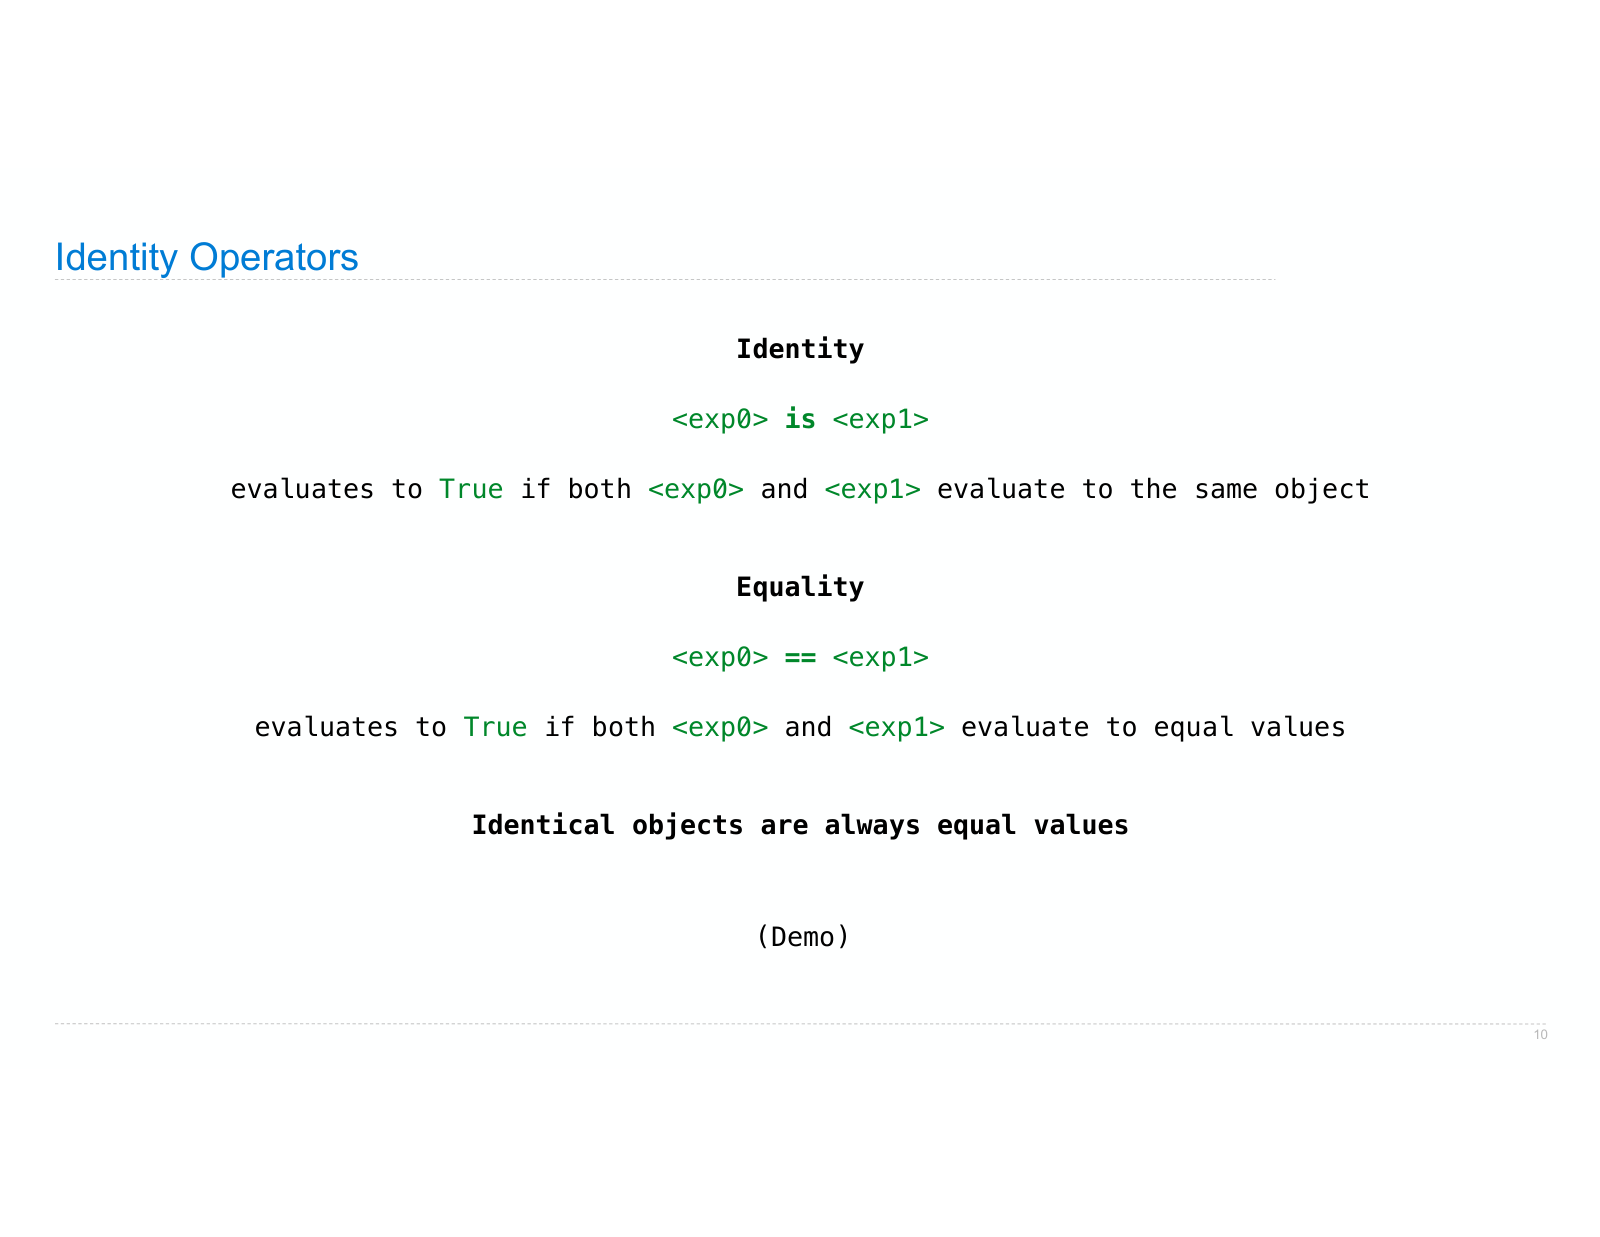 Identity Operators
Identity
<exp0> is <exp1>
evaluates to True if both <exp0> and <exp1> evaluate to the same object
Equality
<exp0> == <exp1>
evaluates to True if both <exp0> and <exp1> evaluate to equal values
Identical objects are always equal values
(Demo)
10